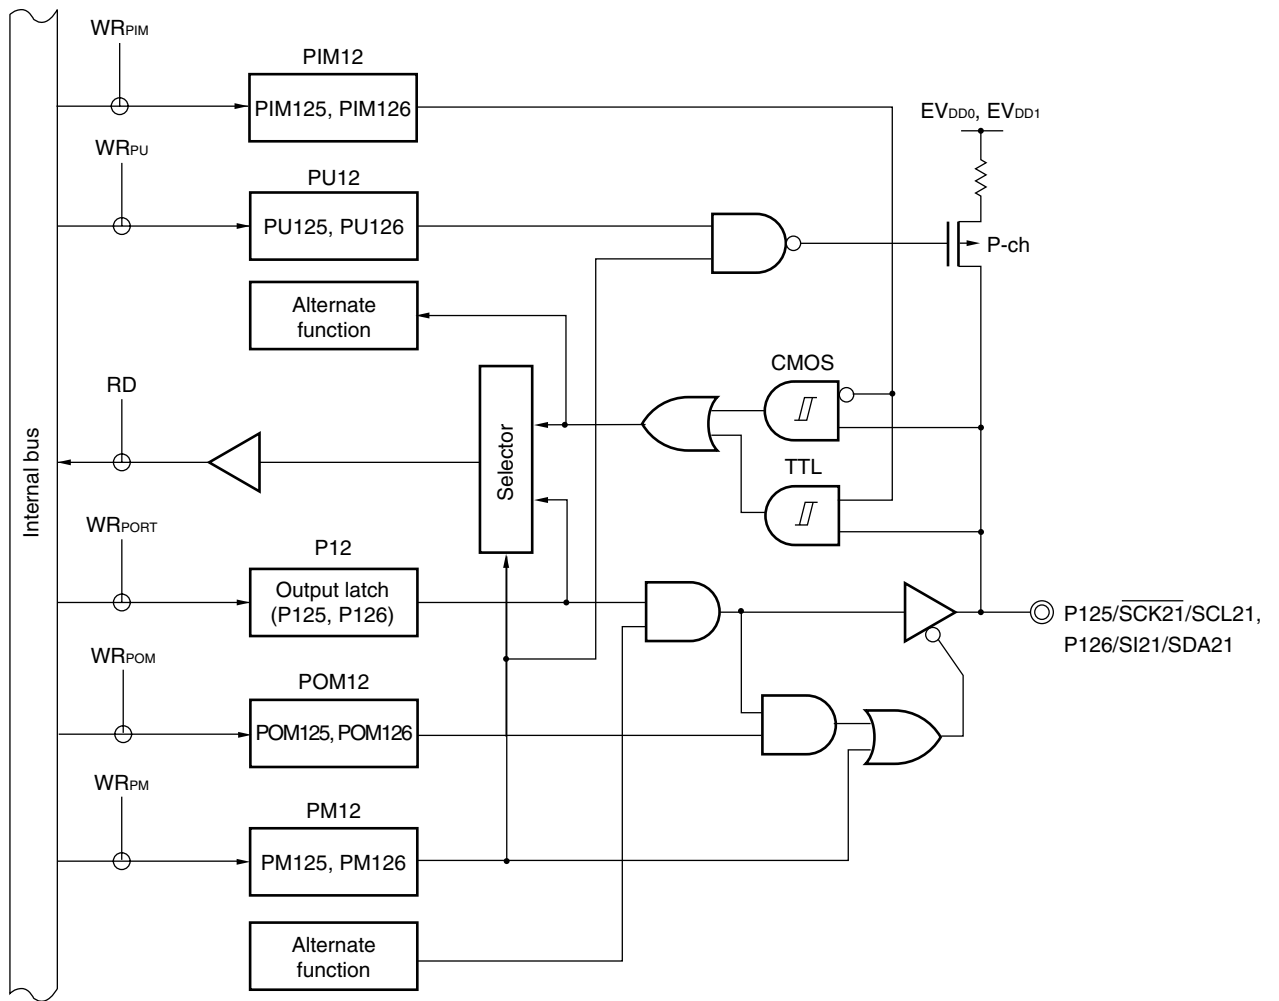 WRPIM
PIM12
PIM125, PIM126
EVDD0, EVDD1
WRPU
PU12
PU125, PU126
P-ch
Alternate
function
CMOS
RD
Selector
TTL
Internal bus
WRPORT
P12
Output latch
(P125, P126)
P125/SCK21/SCL21,
P126/SI21/SDA21
WRPOM
POM12
POM125, POM126
WRPM
PM12
PM125, PM126
Alternate
function